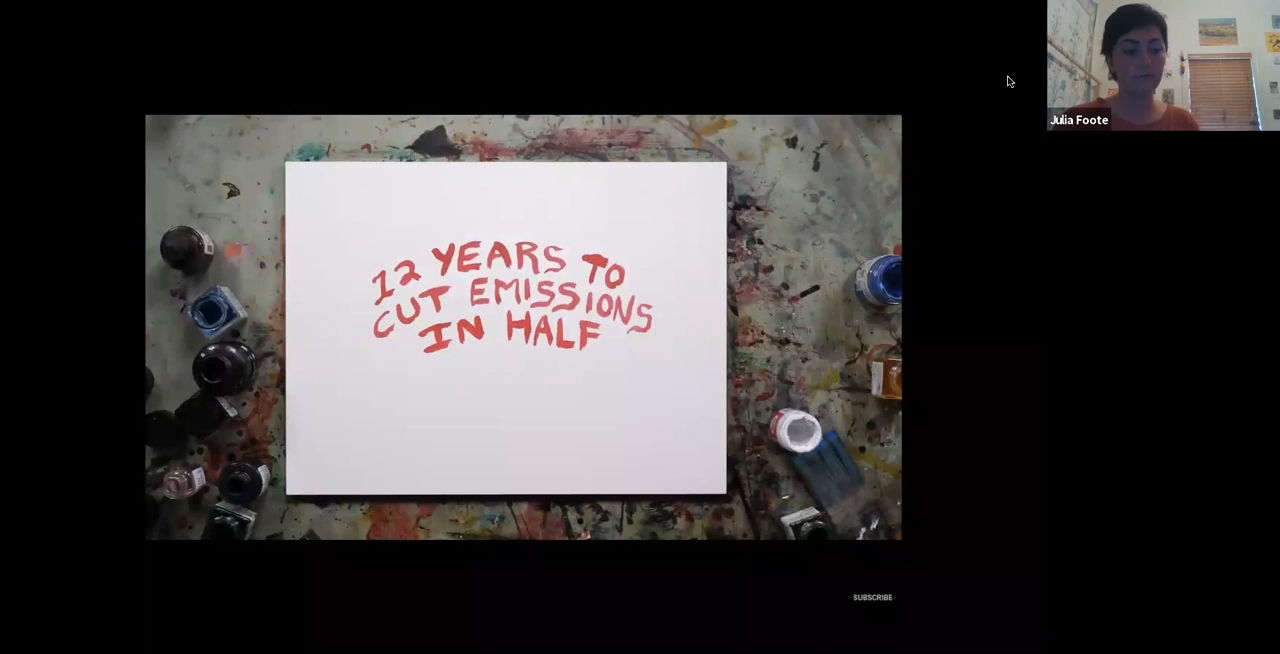 Julia Foote
12 YEARS TO
CUT EMISSIONS
IN HALF
SUBSCRIBE